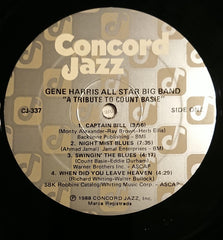 Concord
Jazz
GENE HARRIS ALL STAR BIG BAND
"A TRIBUTE TO COUNT BASIE"
CJ-337
SIDE ONE
1. CAPTAIN BILL (3:56)
(Monty Alexander-Ray Brown-Herb Ellis)
Backbone Publishing - BMI
2. NIGHT MIST BLUES (11:35)
(Ahmad Jamal) Jamal Enterprises - BMI
3. SWINGIN' THE BLUES (4:17)
(Count Basie-Eddie Durham)
Warner Brothers Inc. - ASCAP
4. WHEN DID YOU LEAVE HEAVEN (4:29)
(Richard Whiting-Walter Bullock)
SBK Robbins Catalog/Whiting Music Corp. - ASCAP
℗ 1988 CONCORD JAZZ, Inc.
Marca Registrada